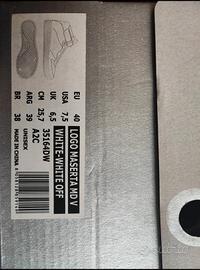 EU 40
USA 7,5
UK 6,5
CM 25,7
ARG 39
BR 38
LOGO MASERTA MD V
WHITE-WHITE OFF
35164DW
A2C
UNISEX
MADE IN CHINA